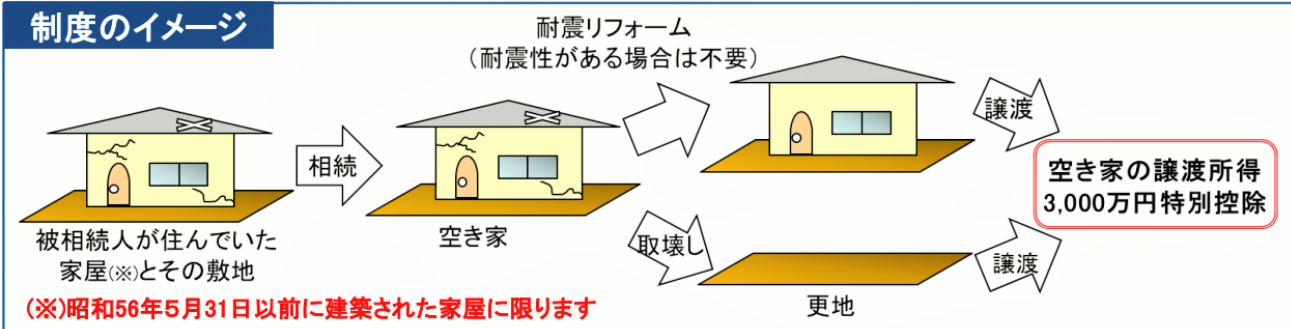 制度のイメージ
耐震リフォーム
（耐震性がある場合は不要）
相続
譲渡
空き家の譲渡所得
3,000万円特別控除
被相続人が住んでいた
家屋(※)とその敷地
空き家
取壊し
譲渡
更地
(※)昭和56年5月31日以前に建築された家屋に限ります